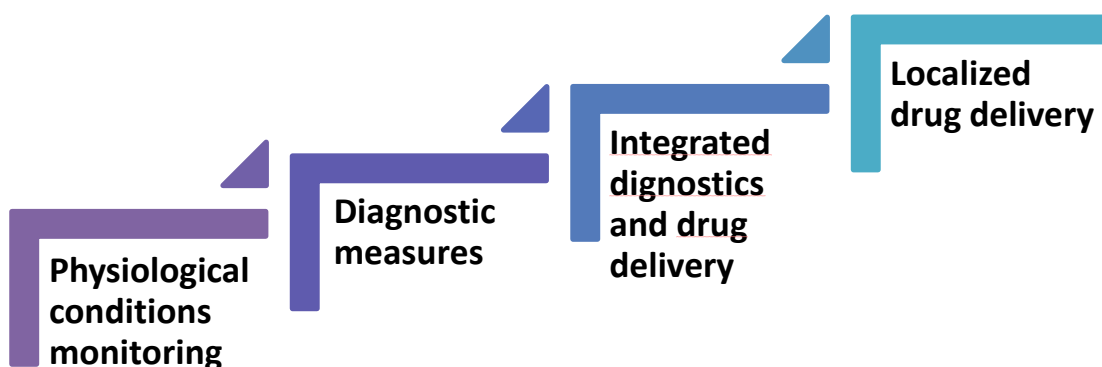 Physiological
conditions
monitoring
Diagnostic
measures
Integrated
dignostics
and drug
delivery
Localized
drug delivery